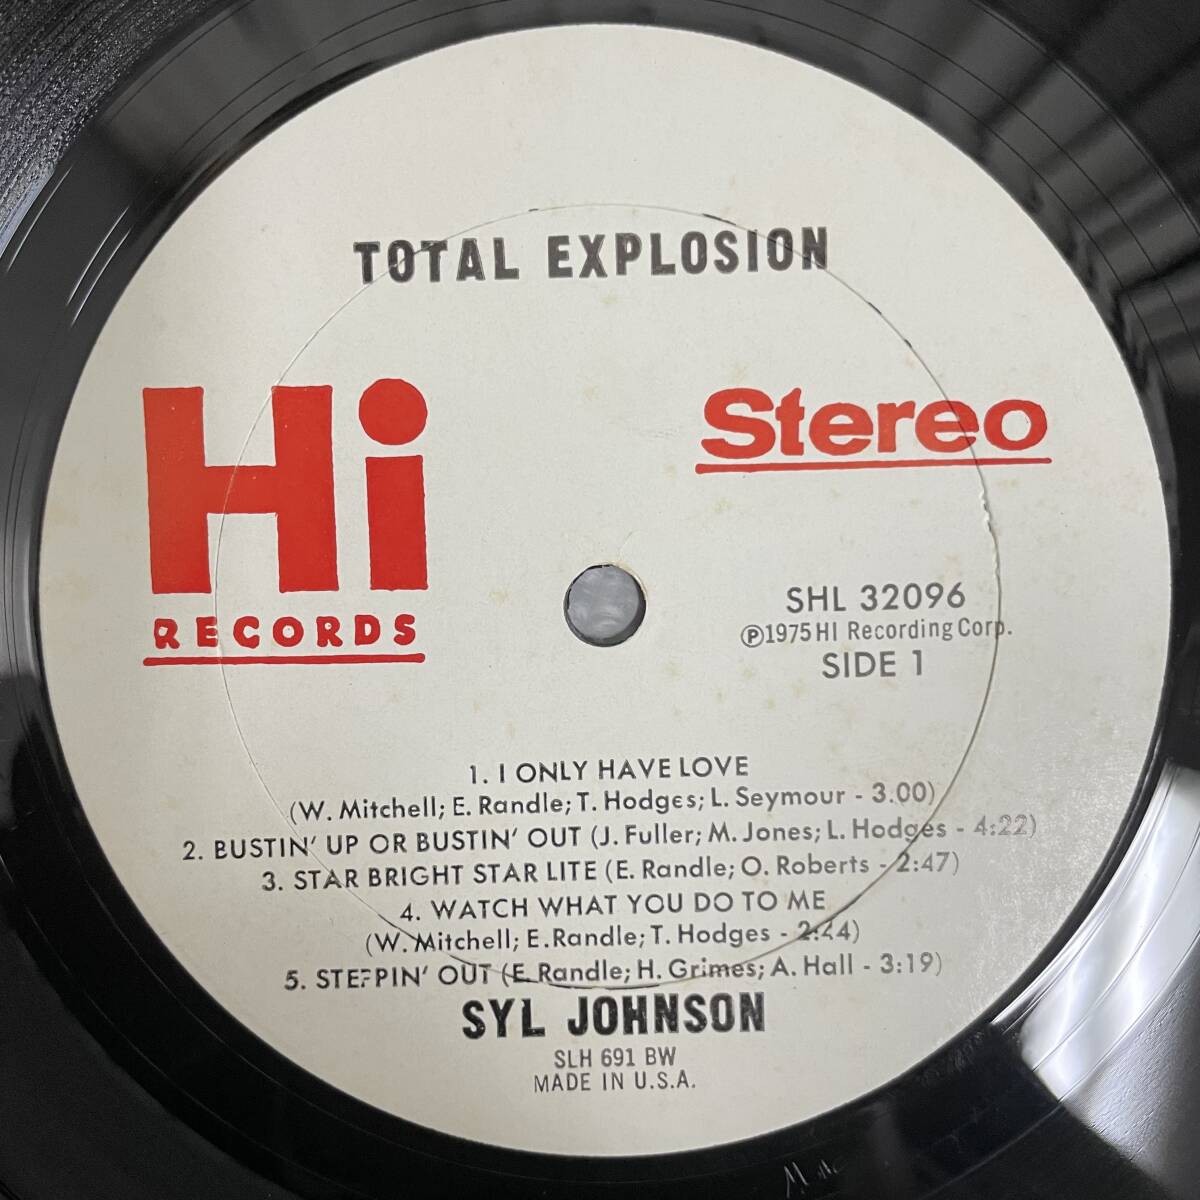 TOTAL EXPLOSION
Hi
RECORDS
Stereo
SHL 32096
Ⓟ1975 HI Recording Corp.
SIDE 1
1. I ONLY HAVE LOVE
(W. Mitchell; E. Randle; T. Hodges; L. Seymour - 3.00)
2. BUSTIN' UP OR BUSTIN' OUT (J. Fuller; M. Jones; L. Hodges - 4:22)
3. STAR BRIGHT STAR LITE (E. Randle; O. Roberts - 2:47)
4. WATCH WHAT YOU DO TO ME
(W. Mitchell; E. Randle; T. Hodges - 2:44)
5. STEPPIN' OUT (E. Randle; H. Grimes; A. Hall - 3:19)
SYL JOHNSON
SLH 691 BW
MADE IN U.S.A.